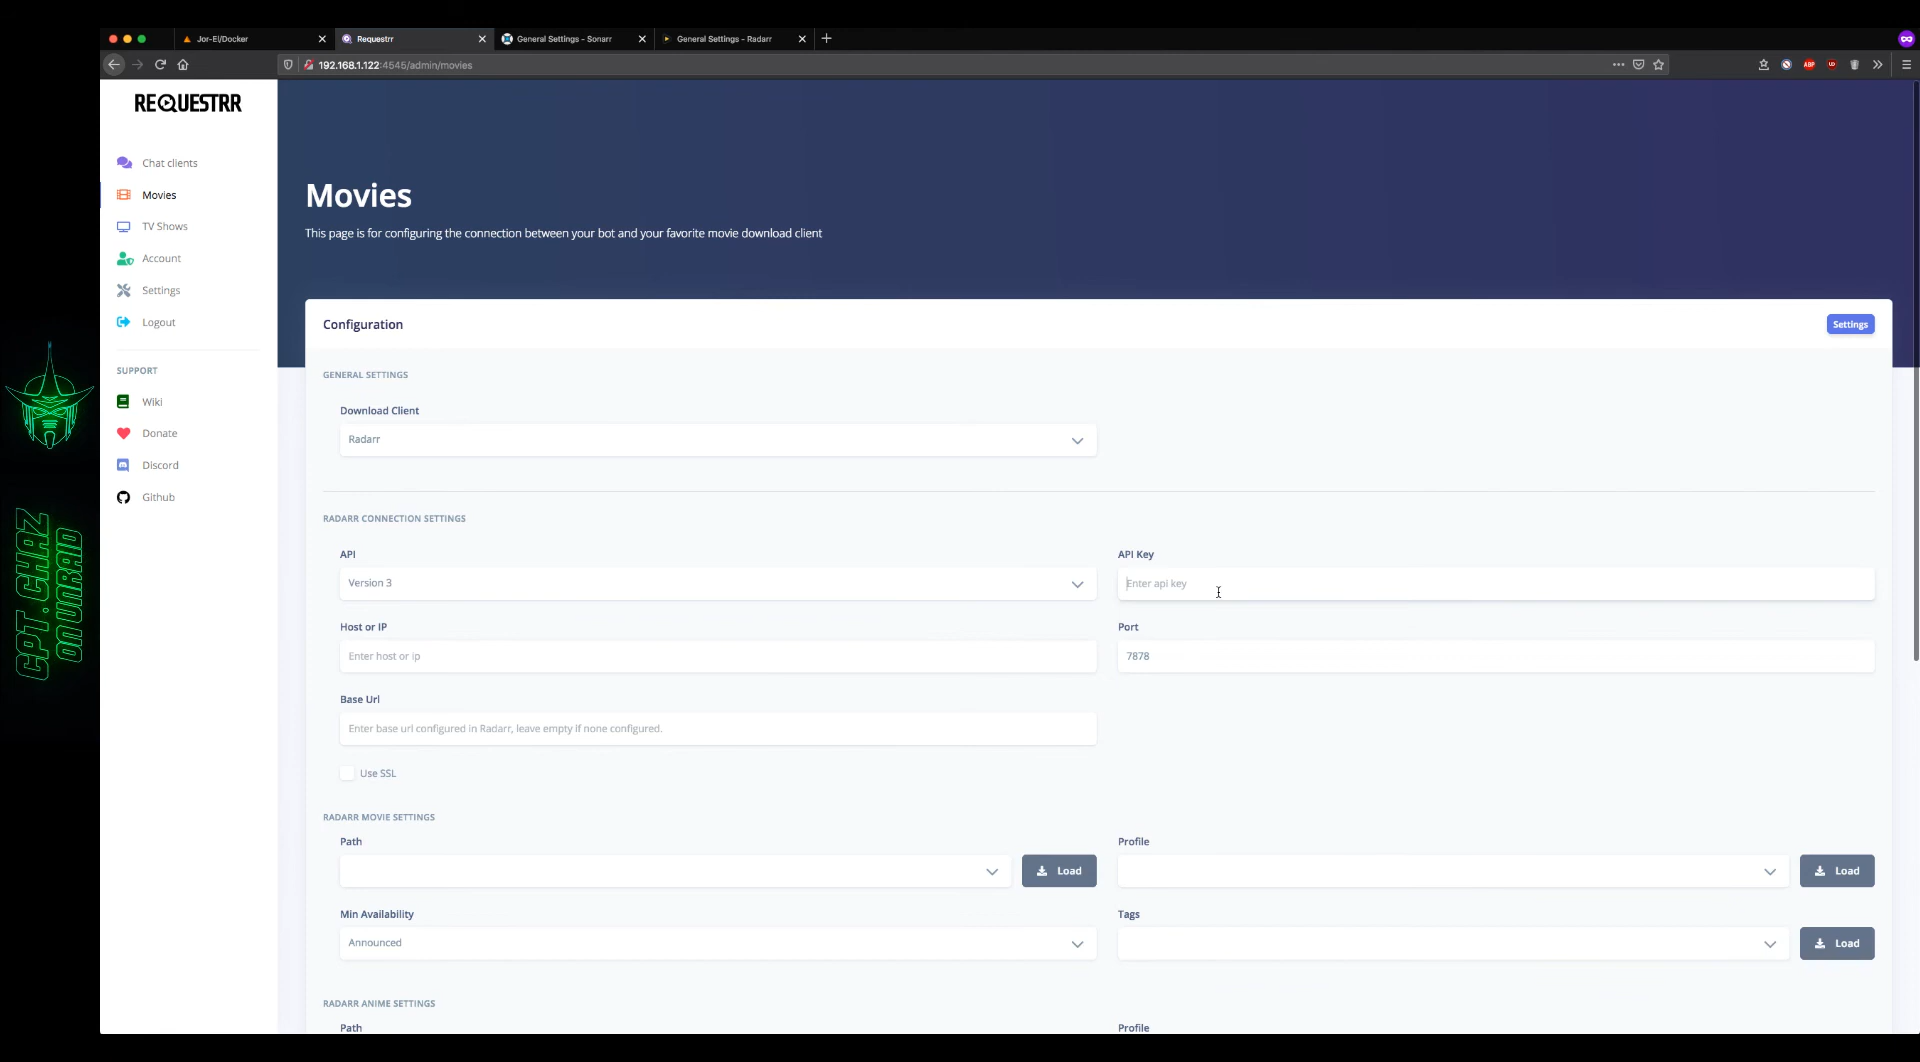 Jor-El/Docker
Requestrr
General Settings - Sonarr
General Settings - Radarr
192.168.1.122:4545/admin/movies
ABP
REQUESTRR
Chat clients
Movies
TV Shows
Account
Settings
Logout
SUPPORT
Wiki
Donate
Discord
Github
CPT.CHAZ
ON UNRAID
Movies
This page is for configuring the connection between your bot and your favorite movie download client
Configuration
Settings
GENERAL SETTINGS
Download Client
Radarr
RADARR CONNECTION SETTINGS
API
API Key
Version 3
Enter api key
Host or IP
Port
Enter host or ip
7878
Base Url
Enter base url configured in Radarr, leave empty if none configured.
Use SSL
RADARR MOVIE SETTINGS
Path
Profile
Load
Load
Min Availability
Tags
Announced
Load
RADARR ANIME SETTINGS
Path
Profile